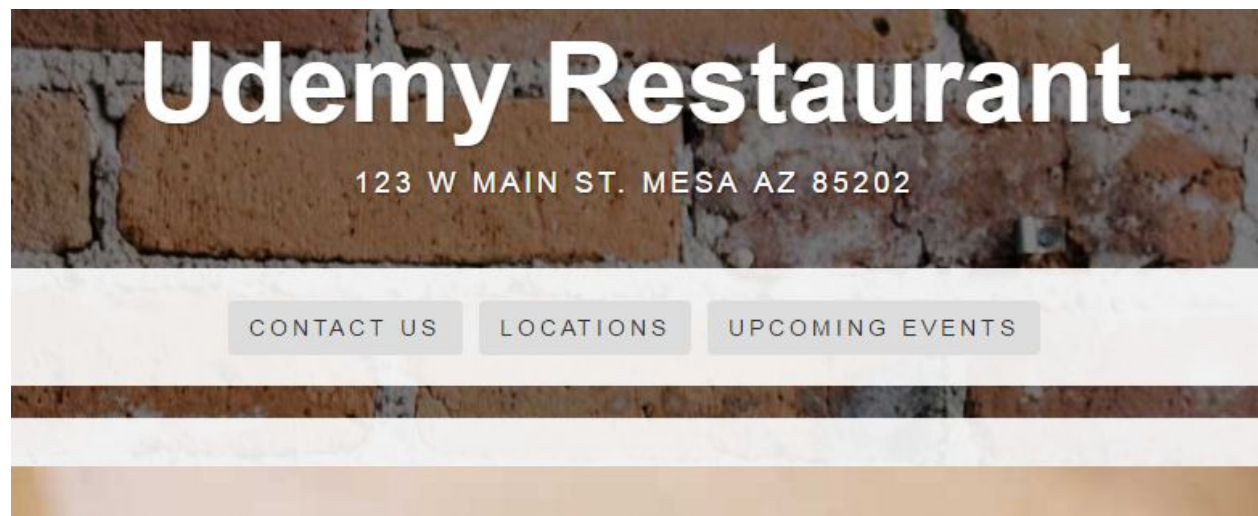 Udemy Restaurant
123 W MAIN ST. MESA AZ 85202
CONTACT US LOCATIONS UPCOMING EVENTS